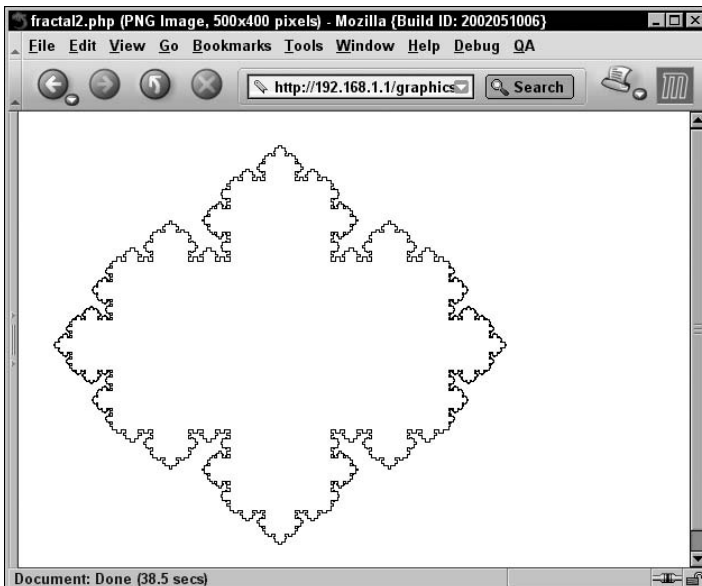 fractal2.php (PNG Image, 500x400 pixels) - Mozilla {Build ID: 2002051006}
File Edit View Go Bookmarks Tools Window Help Debug QA
http://192.168.1.1/graphics Search
Document: Done (38.5 secs)